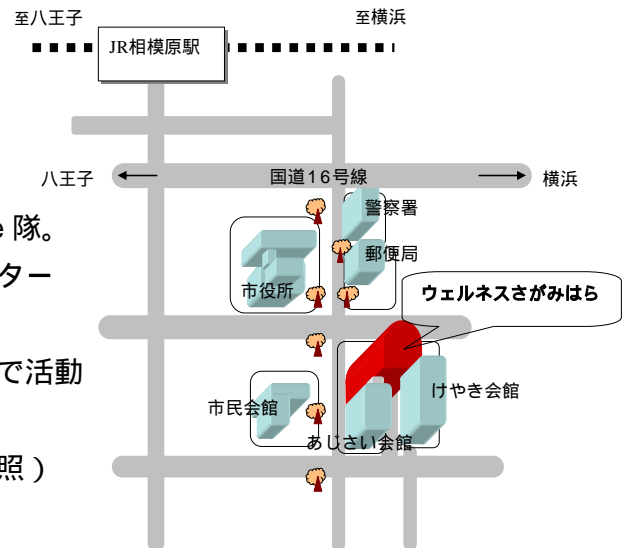 至八王子
至横浜
JR相模原駅
八王子
国道16号線
横浜
警察署
e 隊。
郵便局
ター
市役所
ウェルネスさがみはら
で活動
けやき会館
市民会館
あじさい会館
照）